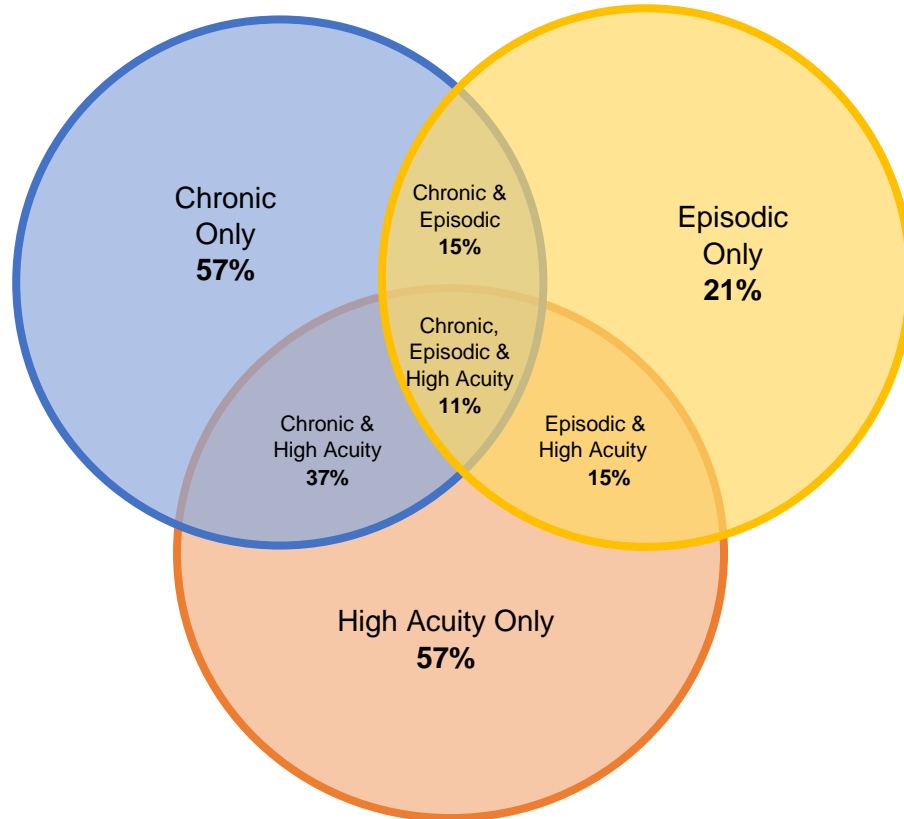 Chronic
Only
57%
Episodic
Only
21%
Chronic &
Episodic
15%
Chronic,
Episodic &
High Acuity
11%
Chronic &
High Acuity
37%
Episodic &
High Acuity
15%
High Acuity Only
57%